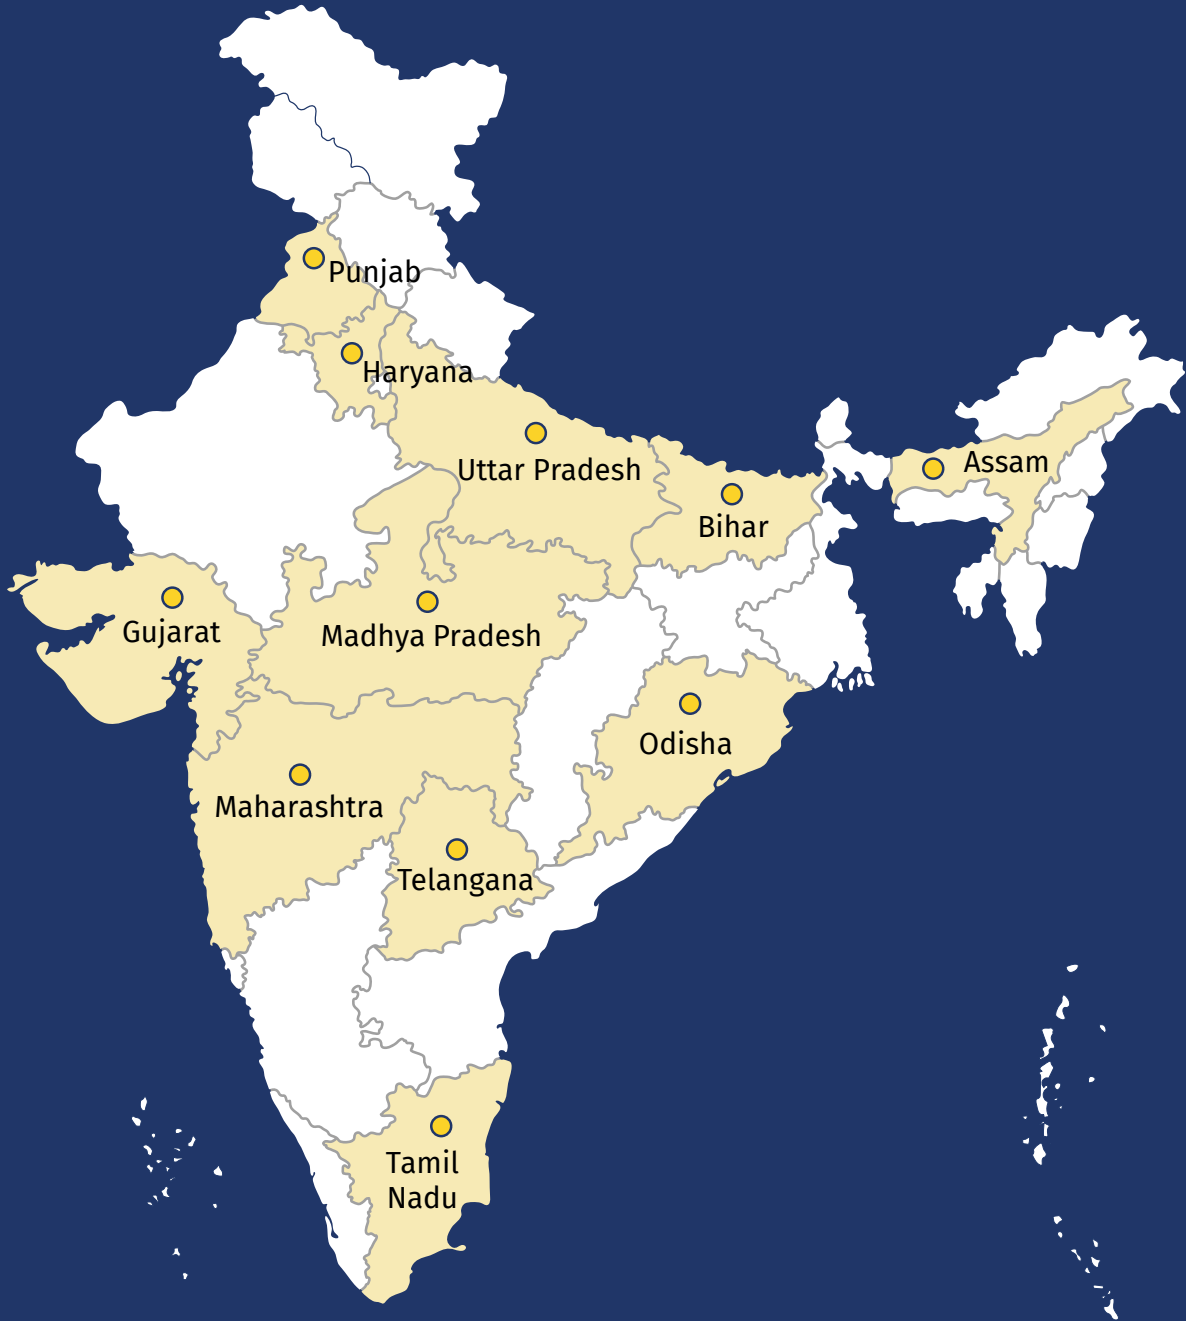 Punjab
Haryana
Uttar Pradesh
Assam
Bihar
Gujarat
Madhya Pradesh
Odisha
Maharashtra
Telangana
Tamil
Nadu